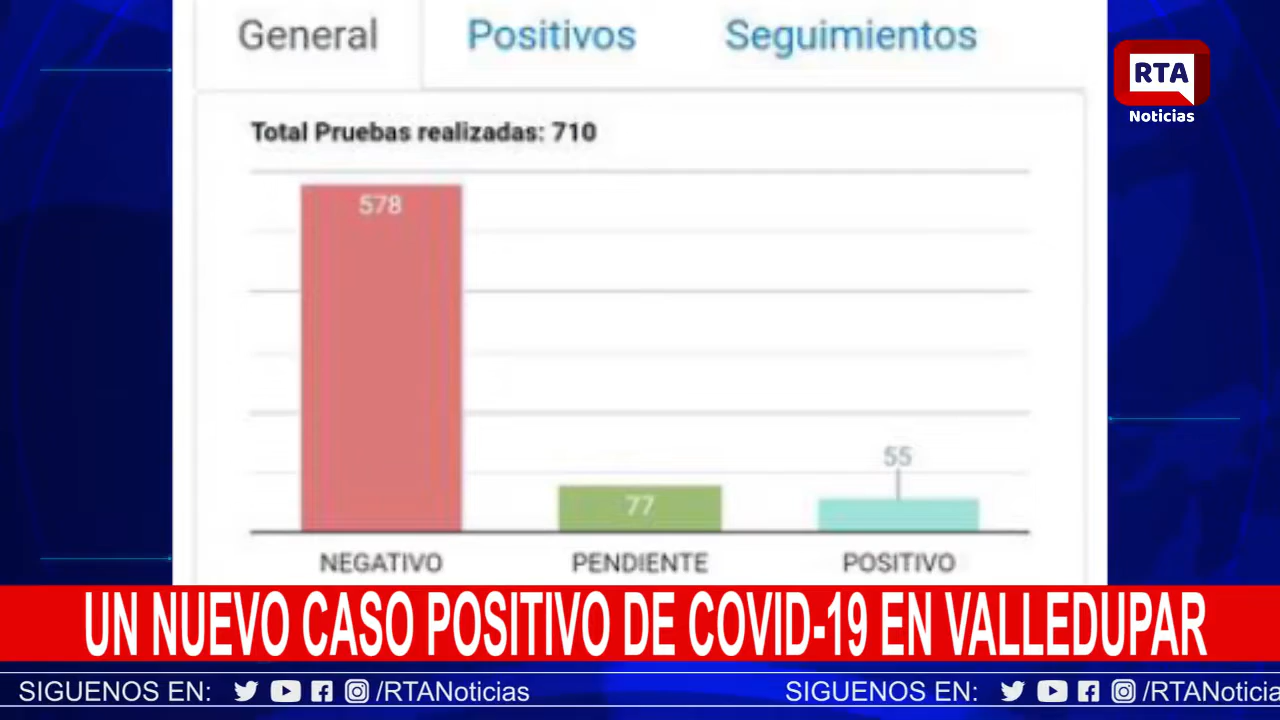 General Positivos Seguimientos
RTA
Noticias
Total Pruebas realizadas: 710
578
55
77
NEGATIVO PENDIENTE POSITIVO
UN NUEVO CASO POSITIVO DE COVID-19 EN VALLEDUPAR
SIGUENOS EN: /RTANoticias SIGUENOS EN: /RTANoticia